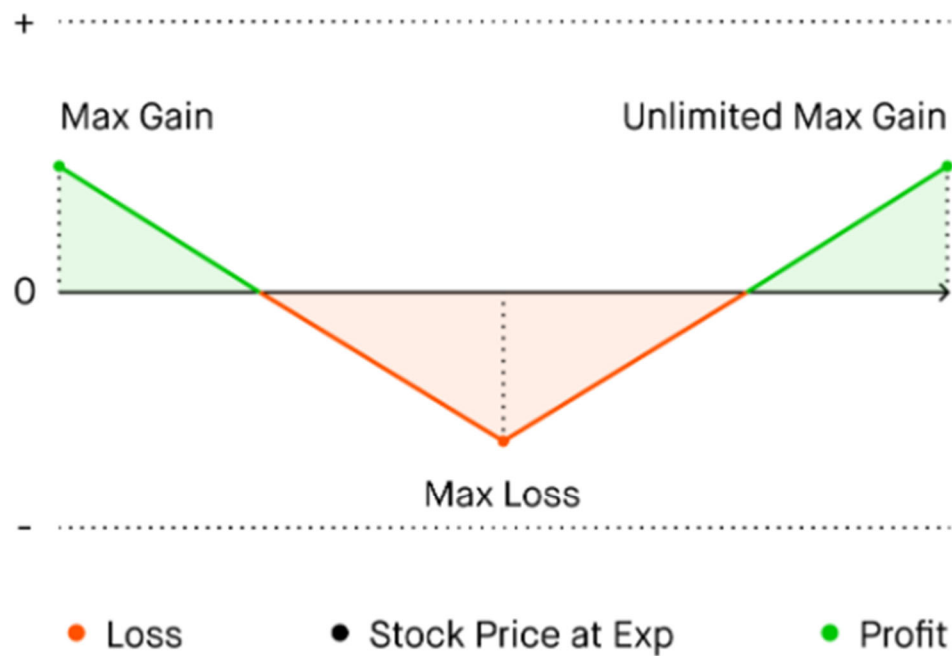 +
Max Gain
Unlimited Max Gain
0
Max Loss
-
Loss
Stock Price at Exp
Profit